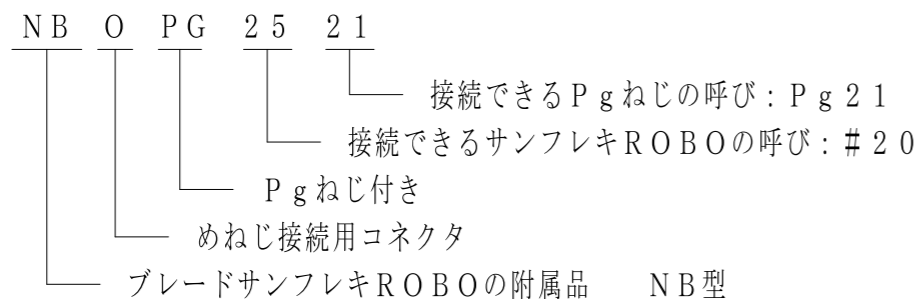 ＮＢ Ｏ ＰＧ ２５ ２１
接続できるＰｇねじの呼び：Ｐｇ２１
接続できるサンフレキＲＯＢＯの呼び：＃２０
Ｐｇねじ付き
めねじ接続用コネクタ
ブレードサンフレキＲＯＢＯの附属品　ＮＢ型